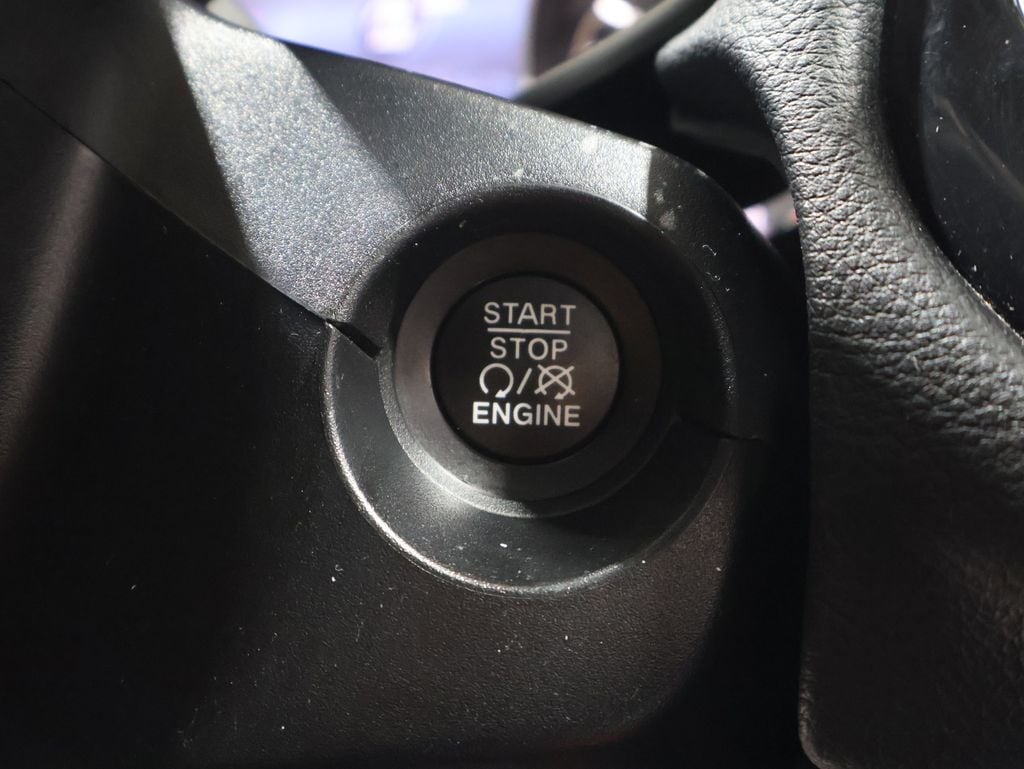 START
STOP
/
ENGINE